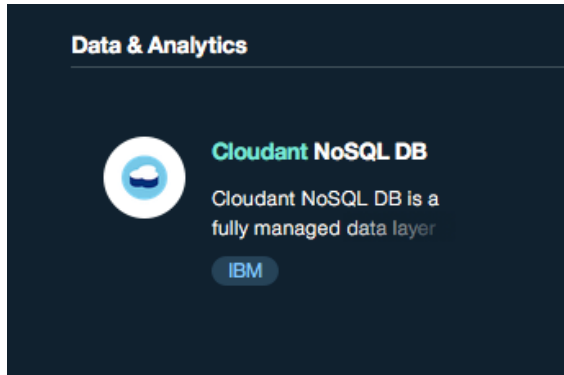 Data & Analytics
Cloudant NoSQL DB
Cloudant NoSQL DB is a
fully managed data layer
IBM